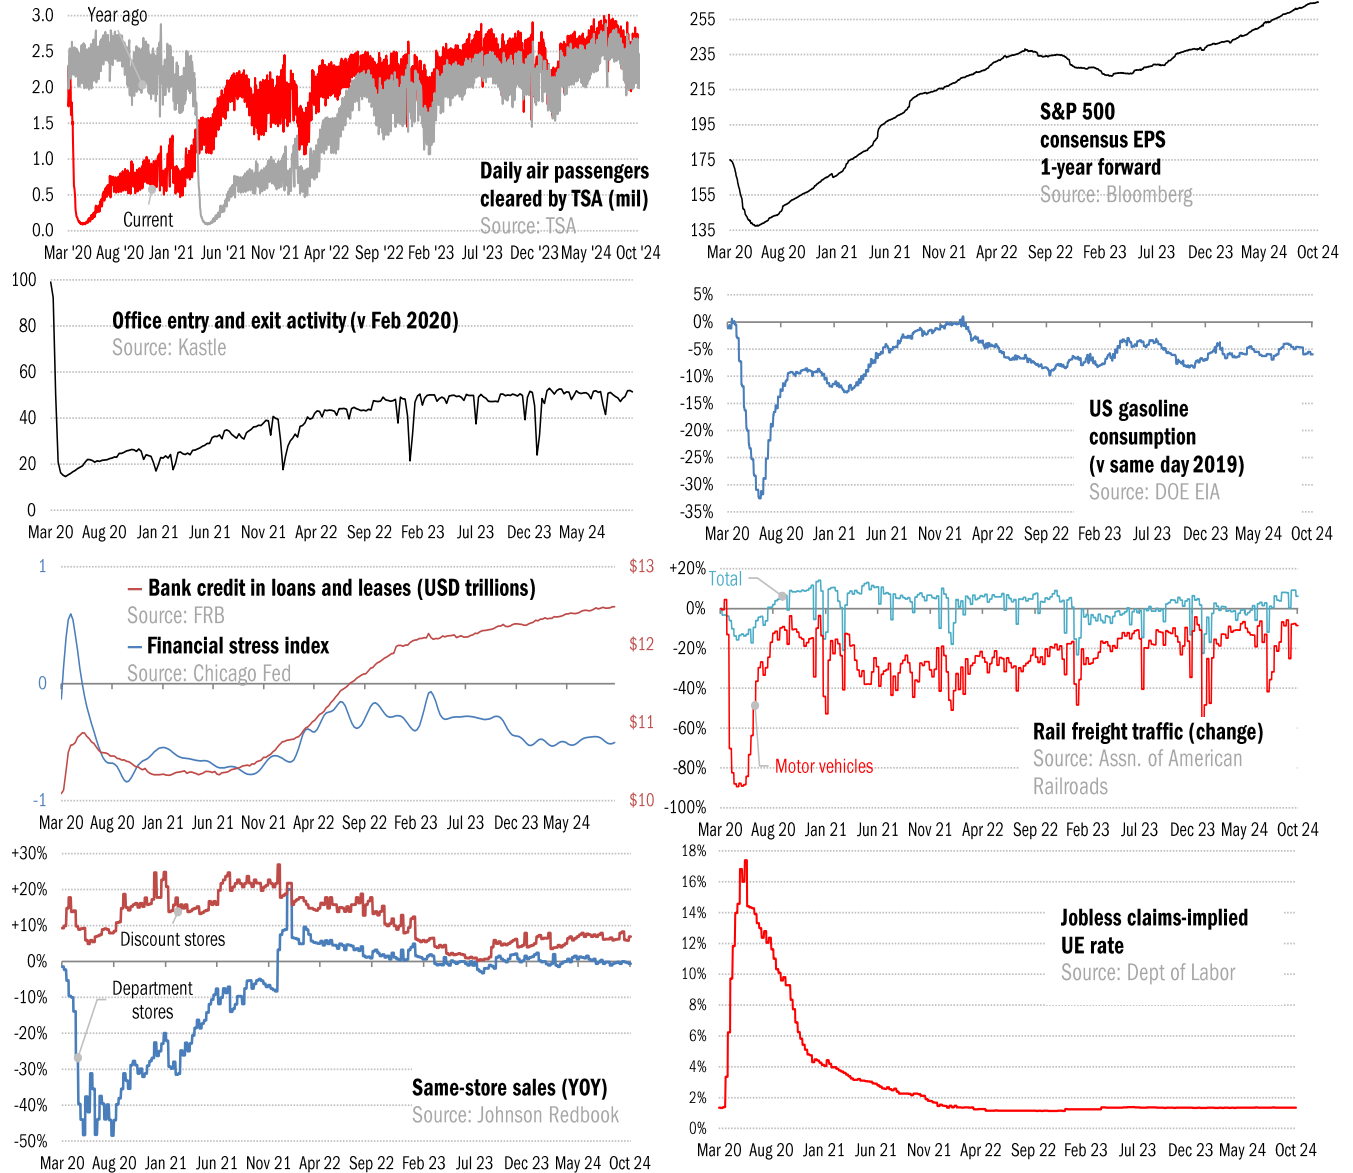 3.0
2.5
2.0
1.5
1.0
0.5
0.0
Year ago
Current
Daily air passengers
cleared by TSA (mil)
Source: TSA
Mar '20 Aug '20 Jan '21 Jun '21 Nov '21 Apr '22 Sep '22 Feb '23 Jul '23 Dec '23 May '24 Oct '24
255
235
215
195
175
155
135
S&P 500
consensus EPS
1-year forward
Source: Bloomberg
Mar 20 Aug 20 Jan 21 Jun 21 Nov 21 Apr 22 Sep 22 Feb 23 Jul 23 Dec 23 May 24 Oct 24
100
80
60
40
20
0
Office entry and exit activity (v Feb 2020)
Source: Kastle
Mar 20 Aug 20 Jan 21 Jun 21 Nov 21 Apr 22 Sep 22 Feb 23 Jul 23 Dec 23 May 24
5%
0%
-5%
-10%
-15%
-20%
-25%
-30%
-35%
US gasoline
consumption
(v same day 2019)
Source: DOE EIA
Mar 20 Aug 20 Jan 21 Jun 21 Nov 21 Apr 22 Sep 22 Feb 23 Jul 23 Dec 23 May 24 Oct 24
1
0
-1
Bank credit in loans and leases (USD trillions)
Source: FRB
Financial stress index
Source: Chicago Fed
$13
$12
$11
$10
Mar 20 Aug 20 Jan 21 Jun 21 Nov 21 Apr 22 Sep 22 Feb 23 Jul 23 Dec 23 May 24
+20%
0%
-20%
-40%
-60%
-80%
-100%
Total
Motor vehicles
Rail freight traffic (change)
Source: Assn. of American
Railroads
Mar 20 Aug 20 Jan 21 Jun 21 Nov 21 Apr 22 Sep 22 Feb 23 Jul 23 Dec 23 May 24 Oct 24
+30%
+20%
+10%
0%
-10%
-20%
-30%
-40%
-50%
Discount stores
Department
stores
Same-store sales (YOY)
Source: Johnson Redbook
Mar 20 Aug 20 Jan 21 Jun 21 Nov 21 Apr 22 Sep 22 Feb 23 Jul 23 Dec 23 May 24 Oct 24
18%
16%
14%
12%
10%
8%
6%
4%
2%
0%
Jobless claims-implied
UE rate
Source: Dept of Labor
Mar 20 Aug 20 Jan 21 Jun 21 Nov 21 Apr 22 Sep 22 Feb 23 Jul 23 Dec 23 May 24 Oct 24